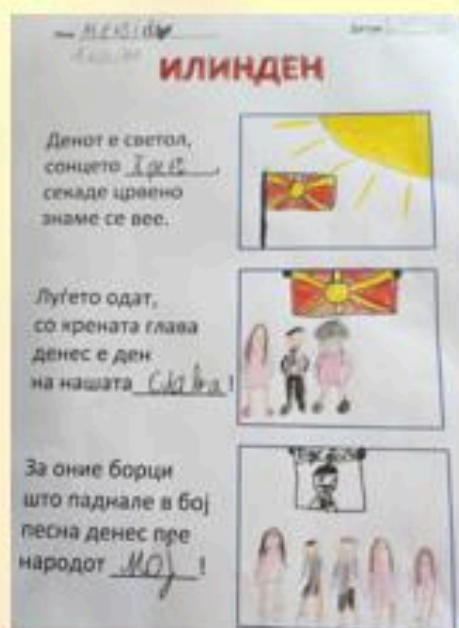 ИЛИНДЕН
Денот е светол,
сонцето грее,
секаде црвено
знаме се вее.
Луѓето одат,
со крената глава
денес е ден
на нашата слава!
За оние борци
што паднале в бој
песна денес пее
народот мој!